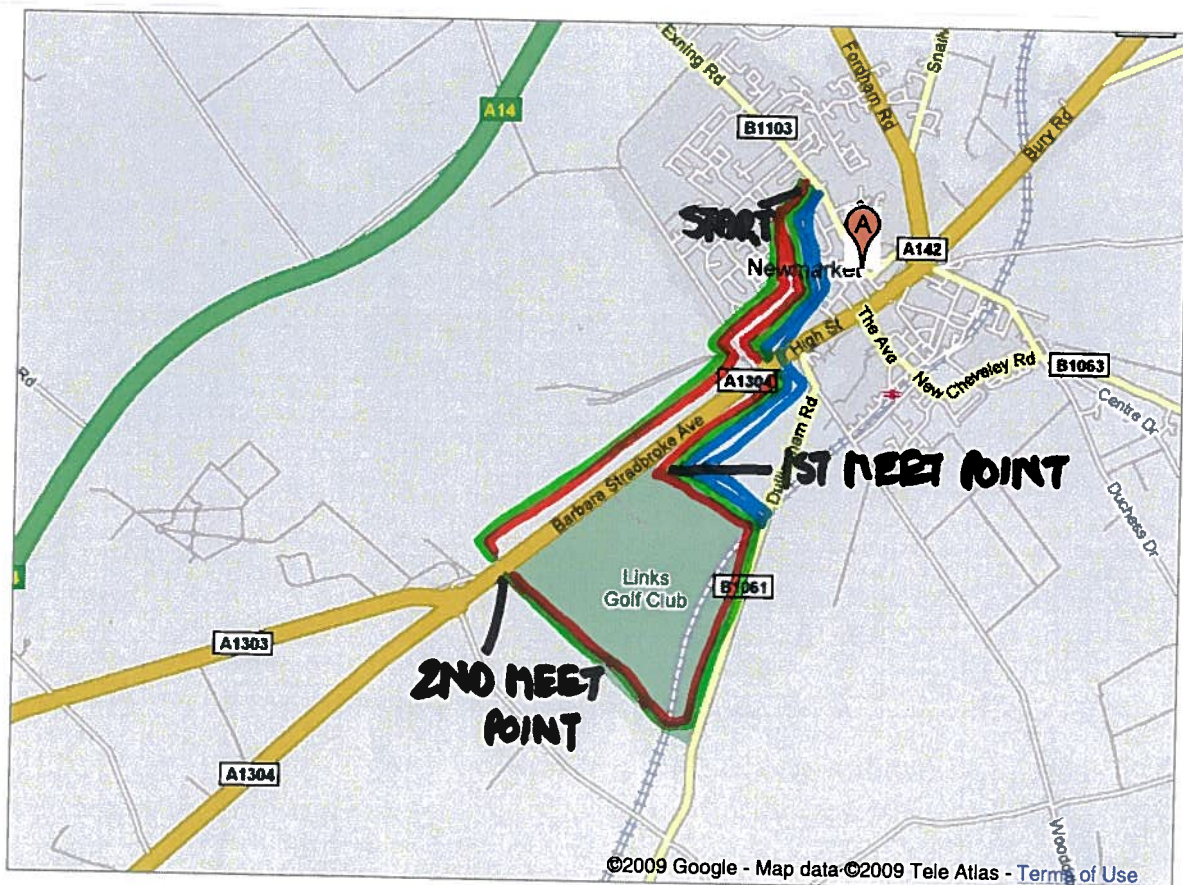 Exning Rd
Fordham Rd
Snail
A14
B1103
Bury Rd
START
A
A142
Newmarket
High St
The Ave
New Cheveley Rd
B1063
A1304
Centre Dr
Rd
Barbara Stradbroke Ave
1ST MEET POINT
Duchess Dr
Links
Golf Club
B1061
A1303
2ND MEET
POINT
A1304
©2009 Google - Map data ©2009 Tele Atlas - Terms of Use